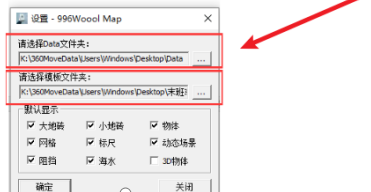 设置 - 996Woool Map
请选择Data文件夹:
K:\360MoveData\Users\Windows\Desktop\Data ...
请选择模板文件夹:
K:\360MoveData\Users\Windows\Desktop\末班 ...
默认显示
大地砖 小地砖 物体
网格 标尺 动态场景
阻挡 海水 3D物体
确定 关闭